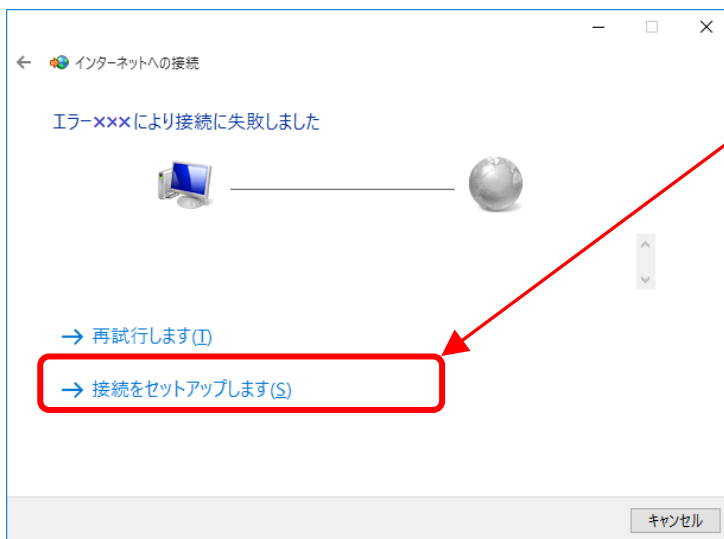 インターネットへの接続
エラー×××により接続に失敗しました
再試行します(T)
接続をセットアップします(S)
キャンセル